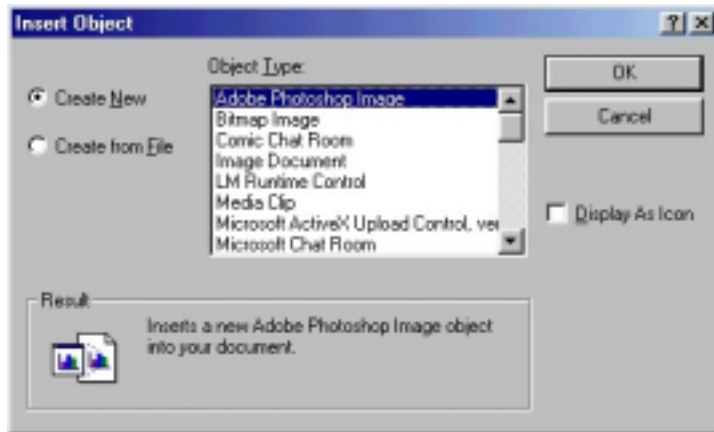 Insert Object
Object Type:
Create New
Create from File
Adobe Photoshop Image
Bitmap Image
Comic Chat Room
Image Document
LM Runtime Control
Media Clip
Microsoft ActiveX Upload Control, ver
Microsoft Chat Room
OK
Cancel
Display As Icon
Result
Inserts a new Adobe Photoshop Image object
into your document.